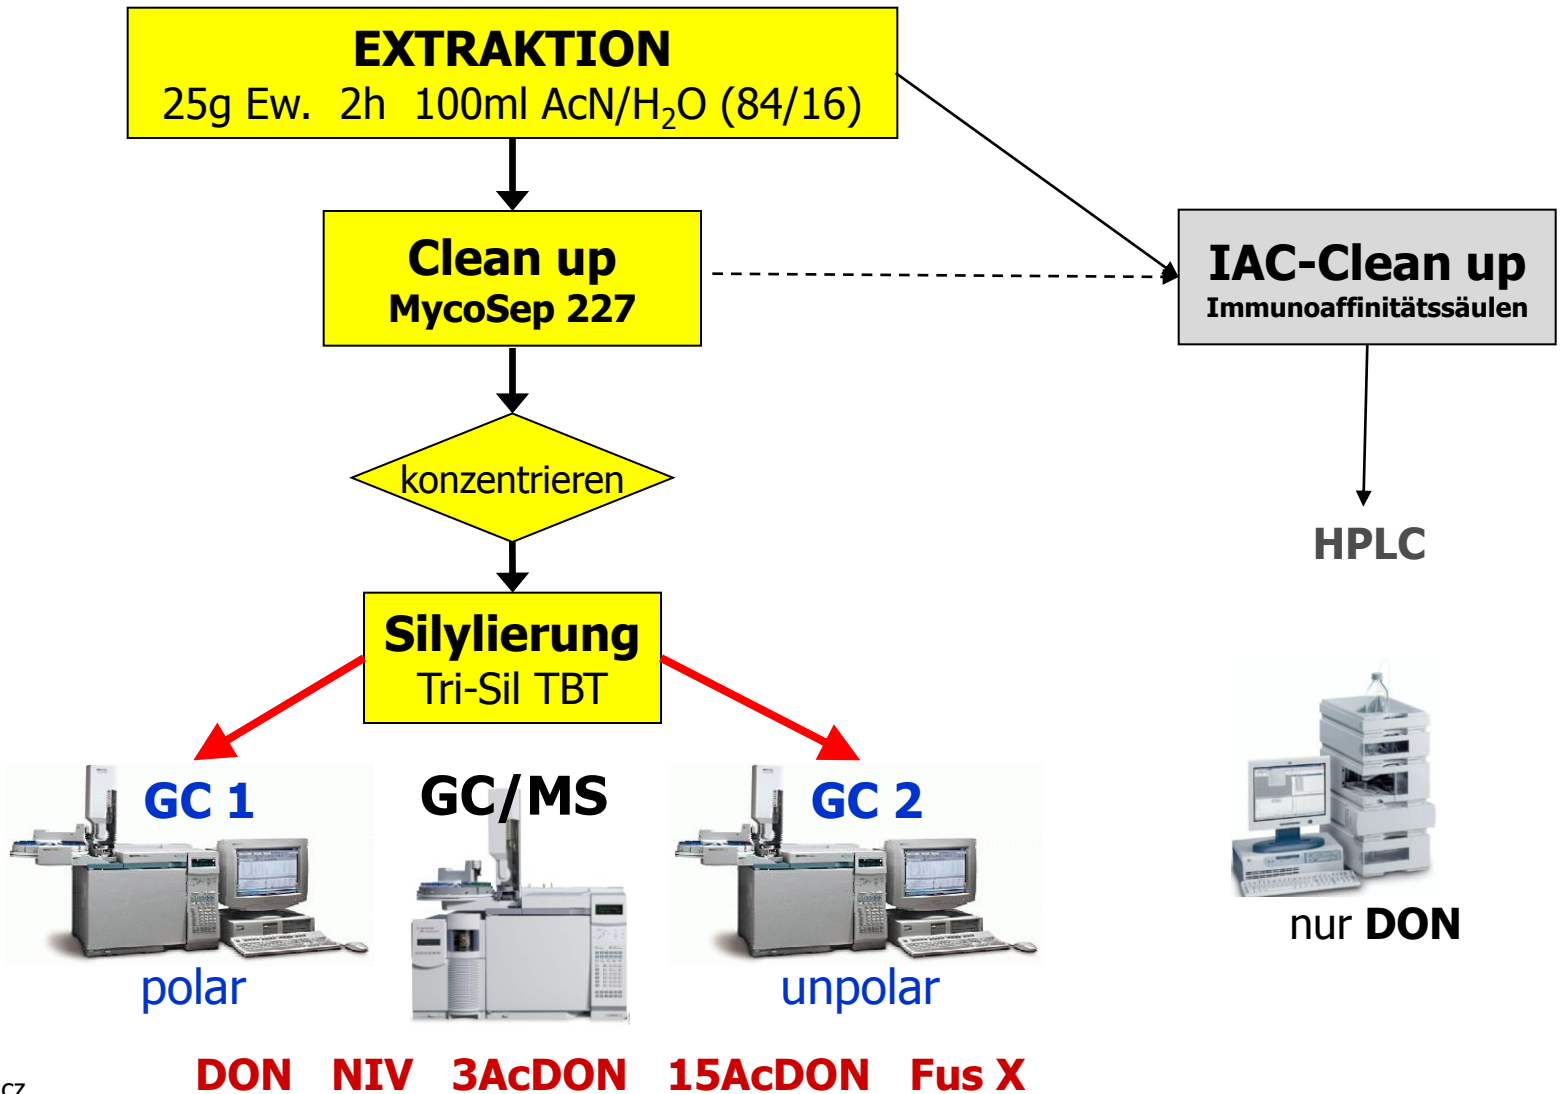 EXTRAKTION
25g Ew. 2h 100ml AcN/H₂O (84/16)
Clean up
MycoSep 227
IAC-Clean up
Immunoaffinitätssäulen
konzentrieren
HPLC
Silylierung
Tri-Sil TBT
GC 1
GC/MS
GC 2
polar
unpolar
nur DON
DON NIV 3AcDON 15AcDON Fus X
cz